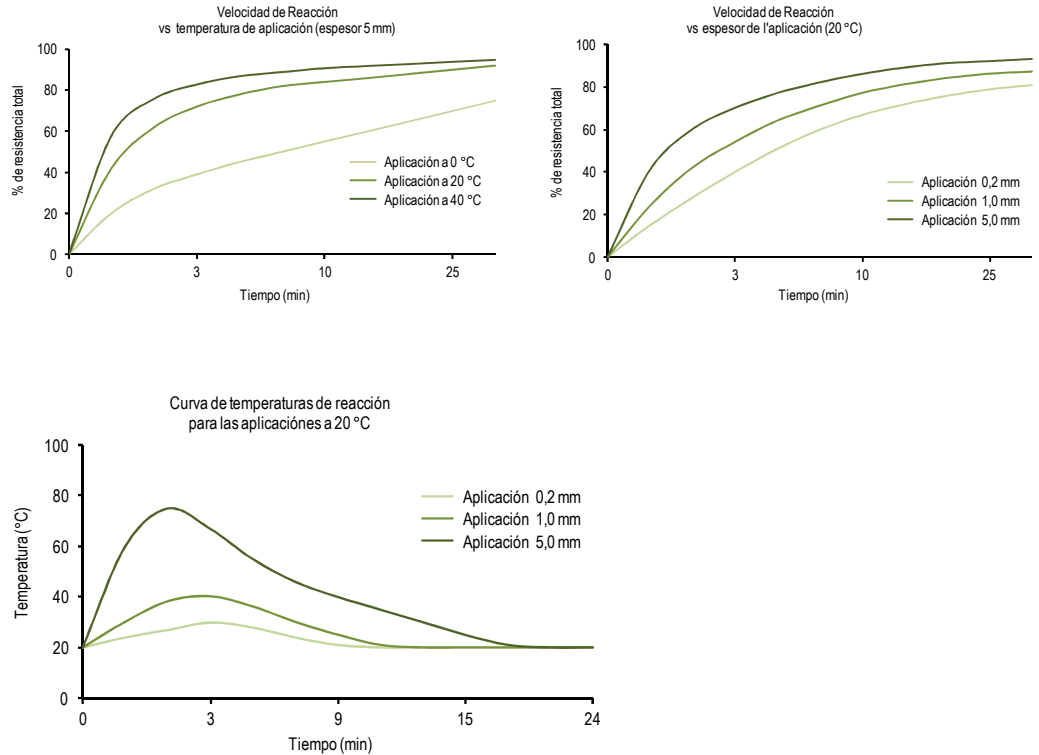 Velocidad de Reacción
vs temperatura de aplicación (espesor 5 mm)
% de resistencia total
100
80
60
40
20
0
0
3
10
25
Tiempo (min)
Aplicación a 0 °C
Aplicación a 20 °C
Aplicación a 40 °C
Velocidad de Reacción
vs espesor de l'aplicación (20 °C)
% de resistencia total
100
80
60
40
20
0
0
3
10
25
Tiempo (min)
Aplicación 0,2 mm
Aplicación 1,0 mm
Aplicación 5,0 mm
Curva de temperaturas de reacción
para las aplicaciónes a 20 °C
Temperatura (°C)
100
80
60
40
20
0
0
3
9
15
24
Tiempo (min)
Aplicación 0,2 mm
Aplicación 1,0 mm
Aplicación 5,0 mm